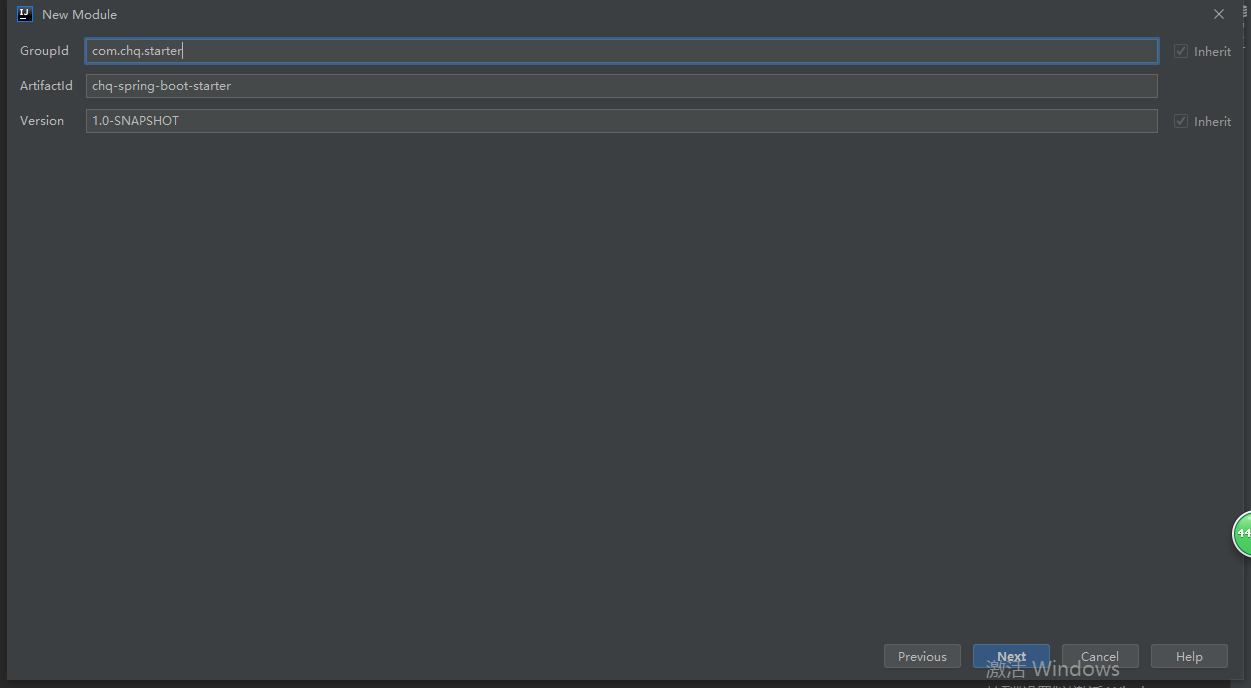 New Module
GroupId com.chq.starter Inherit
ArtifactId chq-spring-boot-starter
Version 1.0-SNAPSHOT Inherit
44
Previous Next Cancel Help
激活 Windows